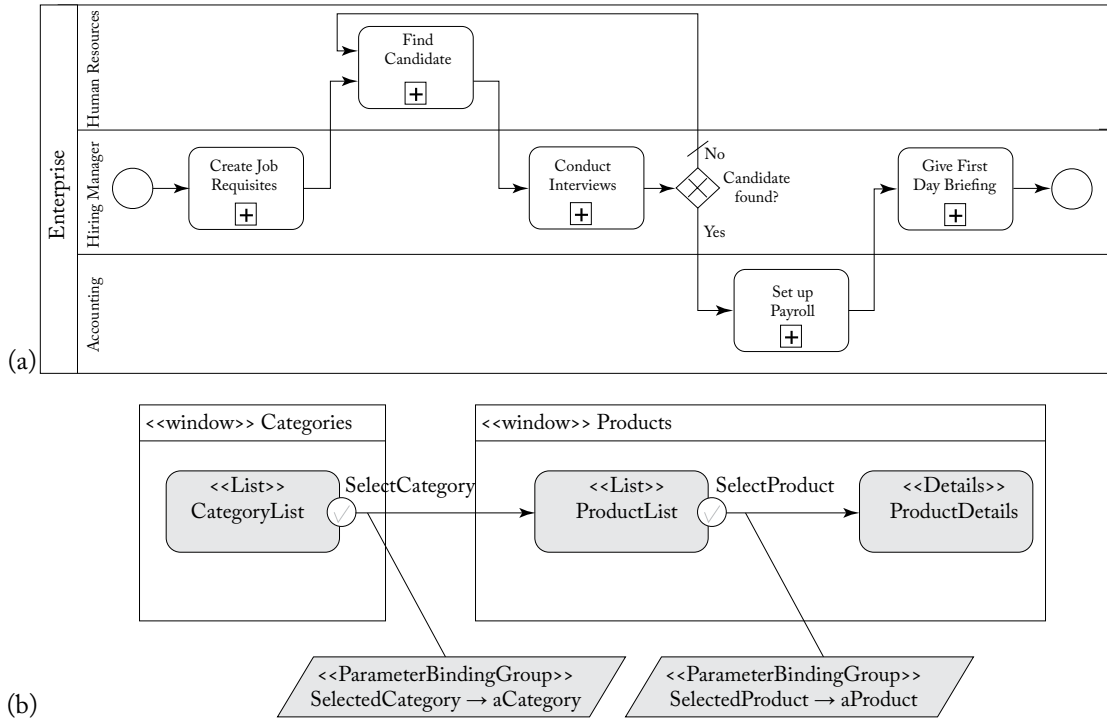 Enterprise
Human Resources
Find
Candidate
+
Hiring Manager
Create Job
Requisites
+
Conduct
Interviews
+
No
Candidate
found?
Yes
Give First
Day Briefing
+
Accounting
Set up
Payroll
+
(a)
<<window>> Categories
<<List>>
CategoryList
SelectCategory
<<window>> Products
<<List>>
ProductList
SelectProduct
<<Details>>
ProductDetails
<<ParameterBindingGroup>>
SelectedCategory → aCategory
<<ParameterBindingGroup>>
SelectedProduct → aProduct
(b)